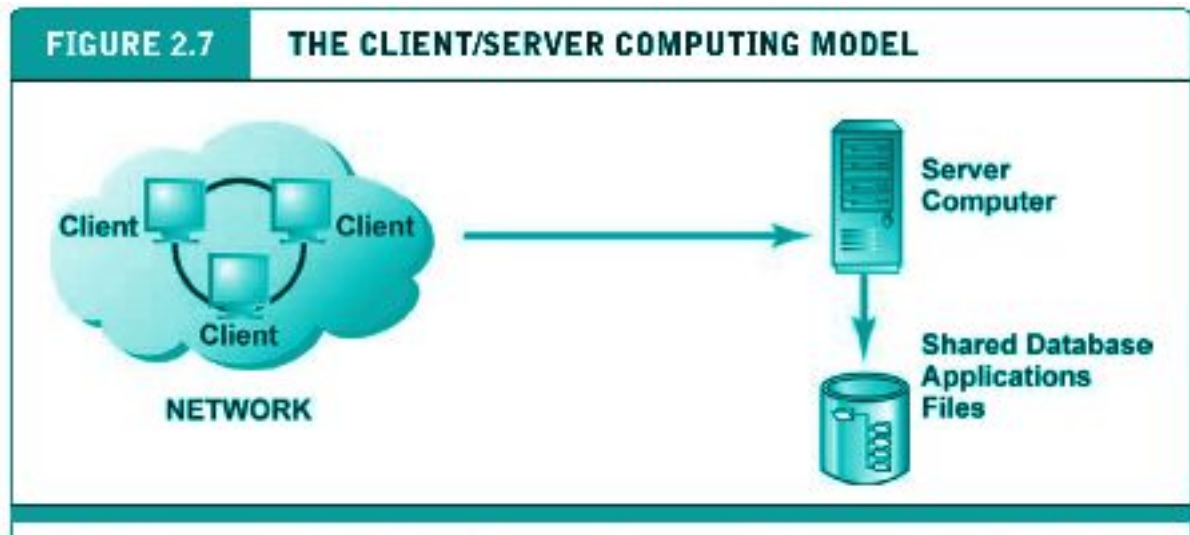 FIGURE 2.7
THE CLIENT/SERVER COMPUTING MODEL
Client
Client
Client
NETWORK
Server
Computer
Shared Database
Applications
Files